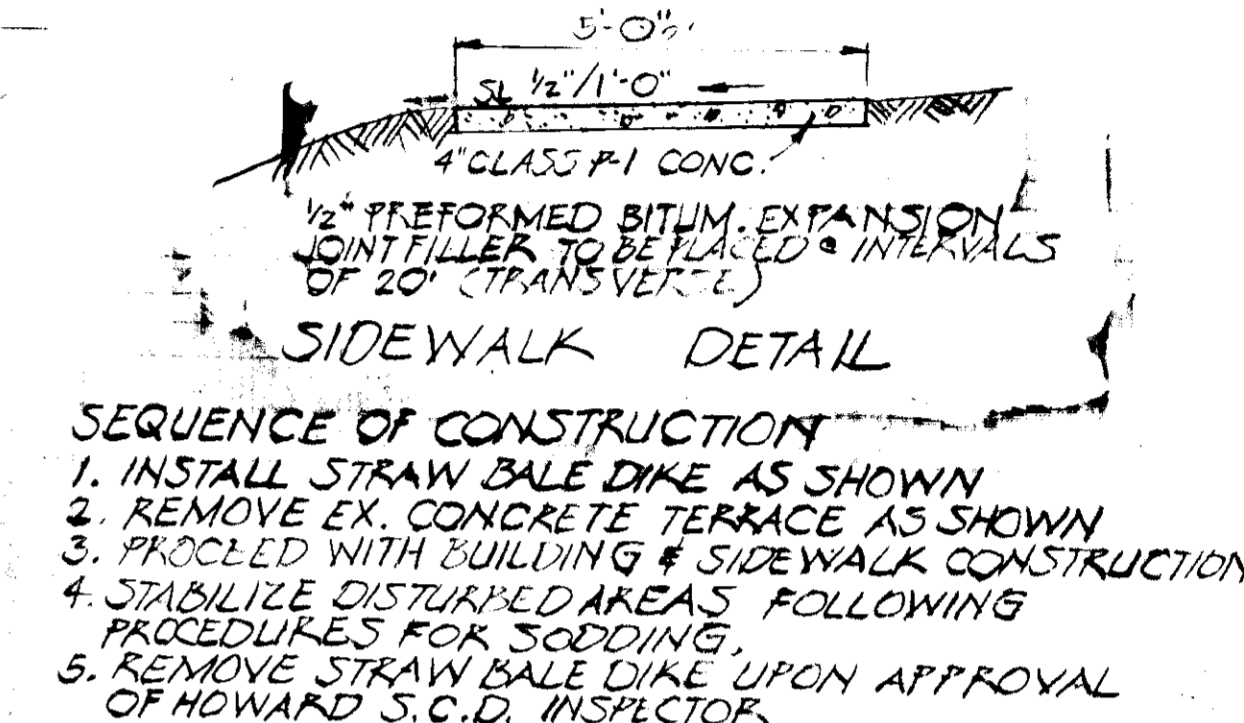 5'-0"
SL 1/2"/1'-0"
4" CLASS P-1 CONC.
1/2" PREFORMED BITUM. EXPANSION
JOINT FILLER TO BE PLACED @ INTERVALS
OF 20' (TRANSVERSE)
SIDEWALK DETAIL
SEQUENCE OF CONSTRUCTION
1. INSTALL STRAW BALE DIKE AS SHOWN
2. REMOVE EX. CONCRETE TERRACE AS SHOWN
3. PROCEED WITH BUILDING & SIDEWALK CONSTRUCTION
4. STABILIZE DISTURBED AREAS FOLLOWING
PROCEDURES FOR SODDING.
5. REMOVE STRAW BALE DIKE UPON APPROVAL
OF HOWARD S.C.D. INSPECTOR